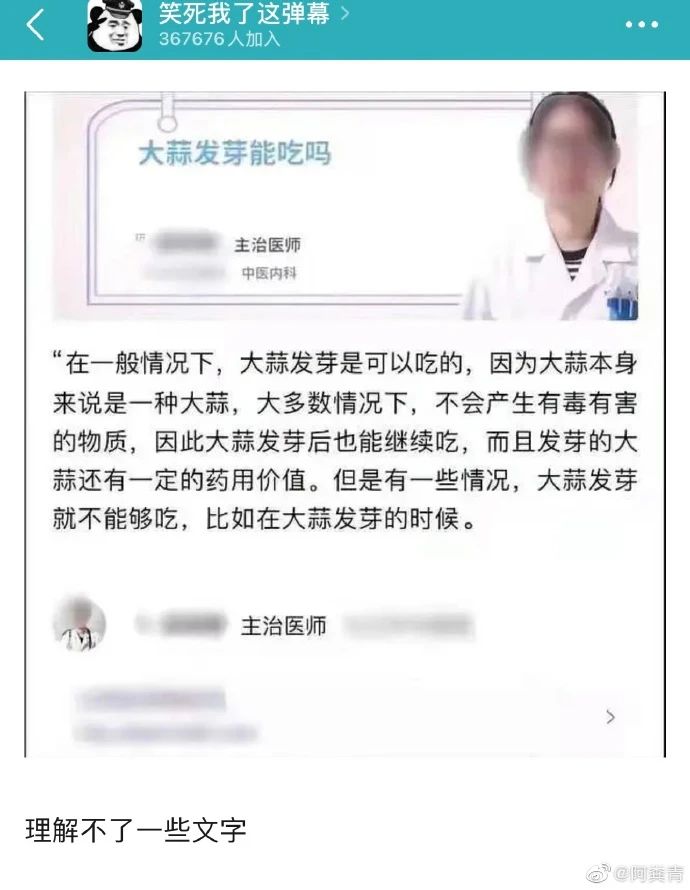 笑死我了这弹幕
367676人加入
大蒜发芽能吃吗
主治医师
中医内科
“在一般情况下，大蒜发芽是可以吃的，因为大蒜本身
来说是一种大蒜，大多数情况下，不会产生有毒有害
的物质，因此大蒜发芽后也能继续吃，而且发芽的大
蒜还有一定的药用价值。但是有一些情况，大蒜发芽
就不能够吃，比如在大蒜发芽的时候。
主治医师
理解不了一些文字
@阿龚青